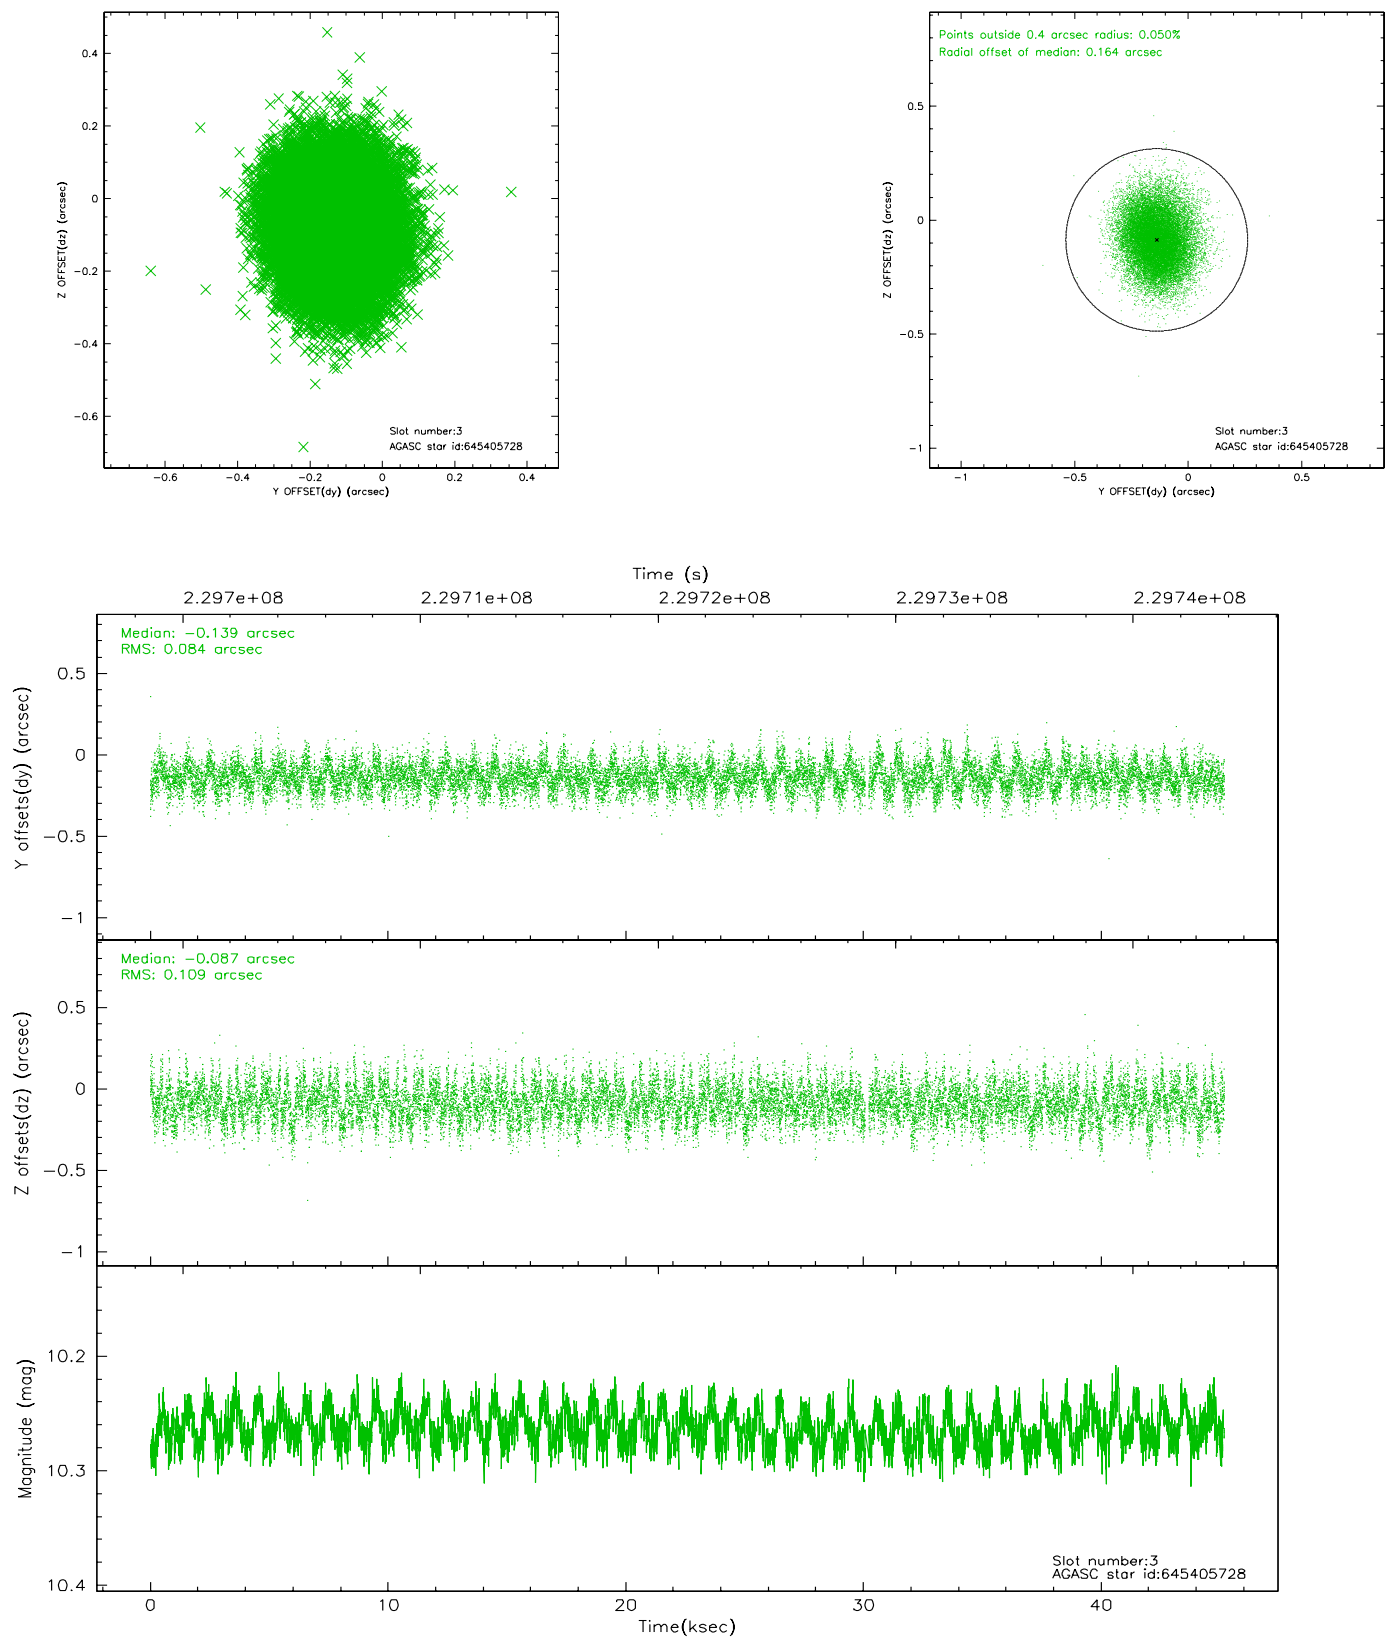 0.4
0.2
0
-0.2
-0.4
-0.6
Z OFFSET(dz) (arcsec)
Slot number:3
AGASC star id:645405728
-0.6 -0.4 -0.2 0 0.2 0.4
Y OFFSET(dy) (arcsec)
Points outside 0.4 arcsec radius: 0.050%
Radial offset of median: 0.164 arcsec
0.5
0
-0.5
-1
Z OFFSET(dz) (arcsec)
Slot number:3
AGASC star id:645405728
-1 -0.5 0 0.5
Y OFFSET(dy) (arcsec)
Time (s)
2.297e+08 2.2971e+08 2.2972e+08 2.2973e+08 2.2974e+08
Median: -0.139 arcsec
RMS: 0.084 arcsec
0.5
0
-0.5
-1
Y offsets(dy) (arcsec)
Median: -0.087 arcsec
RMS: 0.109 arcsec
0.5
0
-0.5
-1
Z offsets(dz) (arcsec)
10.2
10.3
10.4
Magnitude (mag)
Slot number:3
AGASC star id:645405728
0 10 20 30 40
Time(ksec)